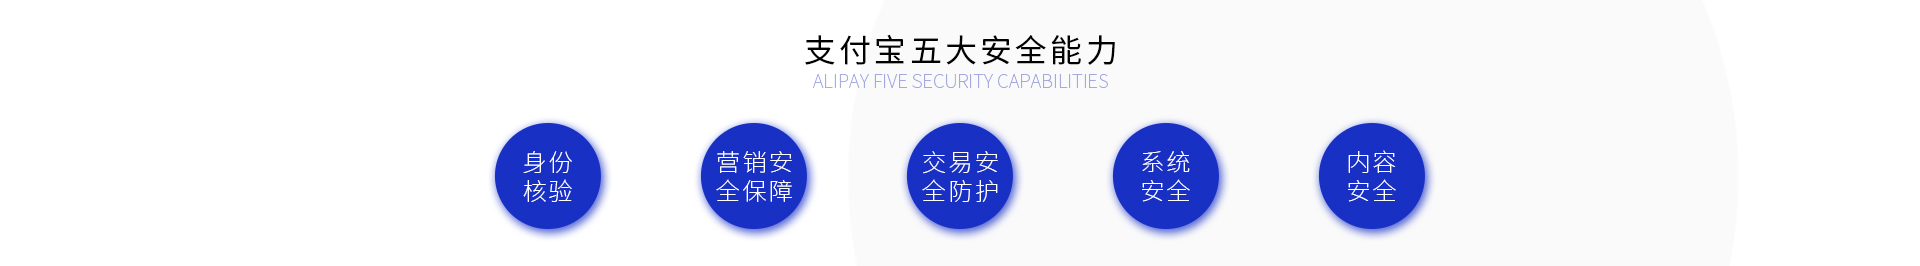 支付宝五大安全能力
ALIPAY FIVE SECURITY CAPABILITIES
身份
核验
营销安
全保障
交易安
全防护
系统
安全
内容
安全